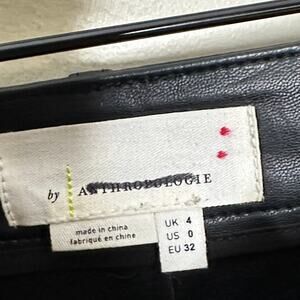 by ANTHROPOLOGIE
made in china
fabriqué en chine
UK 4
US 0
EU 32